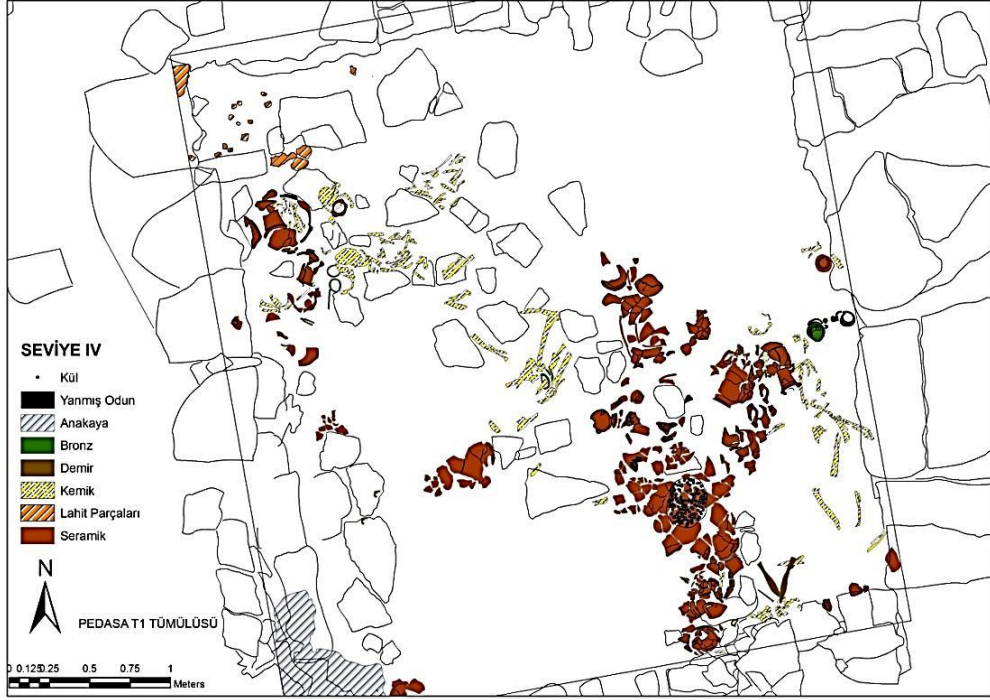 SEVİYE IV
Kül
Yanmış Odun
Anakaya
Bronz
Demir
Kemik
Lahit Parçaları
Seramik
N
PEDASA T1 TÜMÜLÜSÜ
0 0.125 0.25 0.5 0.75 1
Meters